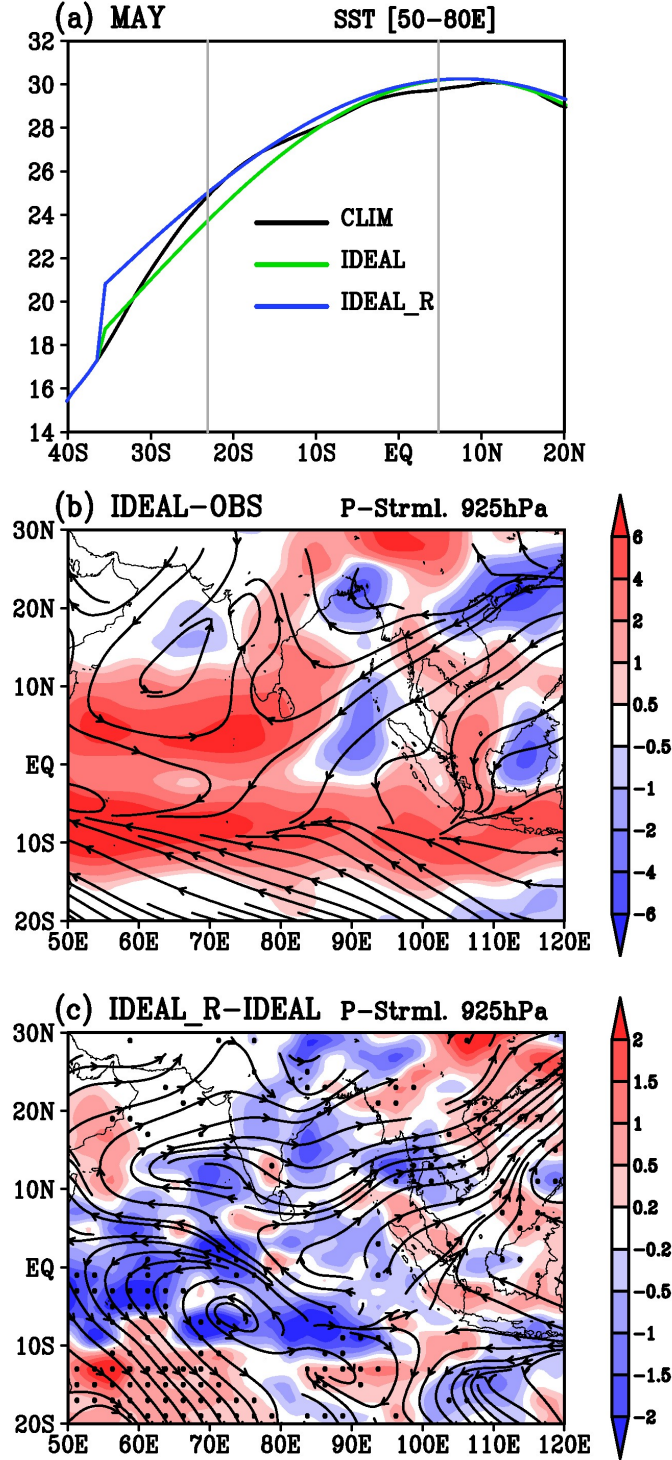 (a) MAY SST [50-80E]
32
30
28
26
24
22
20
18
16
14
CLIM
IDEAL
IDEAL_R
40S 30S 20S 10S EQ 10N 20N
(b) IDEAL-OBS P-Strml. 925hPa
30N
20N
10N
EQ
10S
20S
50E 60E 70E 80E 90E 100E 110E 120E
6
4
2
1
0.5
-0.5
-1
-2
-4
-6
(c) IDEAL_R-IDEAL P-Strml. 925hPa
30N
20N
10N
EQ
10S
20S
50E 60E 70E 80E 90E 100E 110E 120E
2
1
0.5
0.2
-0.2
-1
-1.5
-2